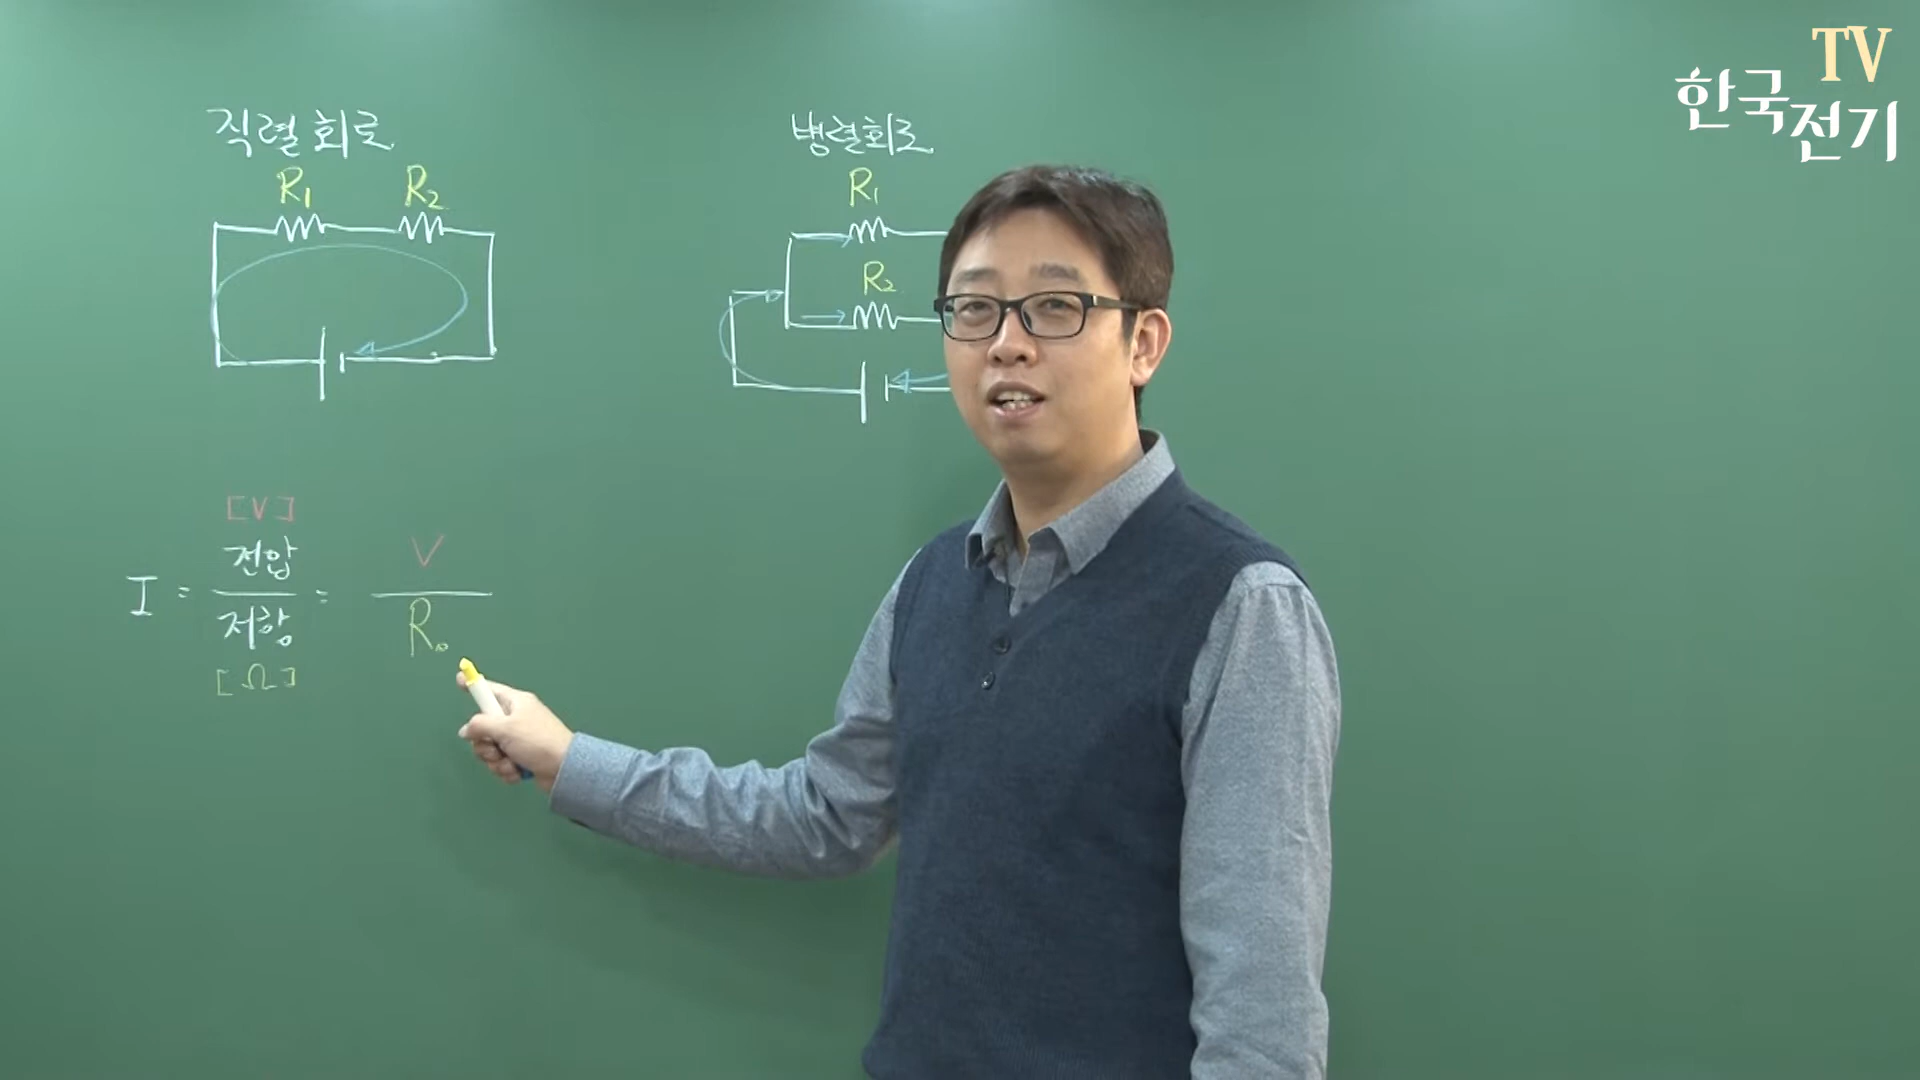 TV
한국
전기
직렬회로
R1 R2
병렬회로
R1
R2
[V]
전압
V
I = =
저항
R₀
[Ω]